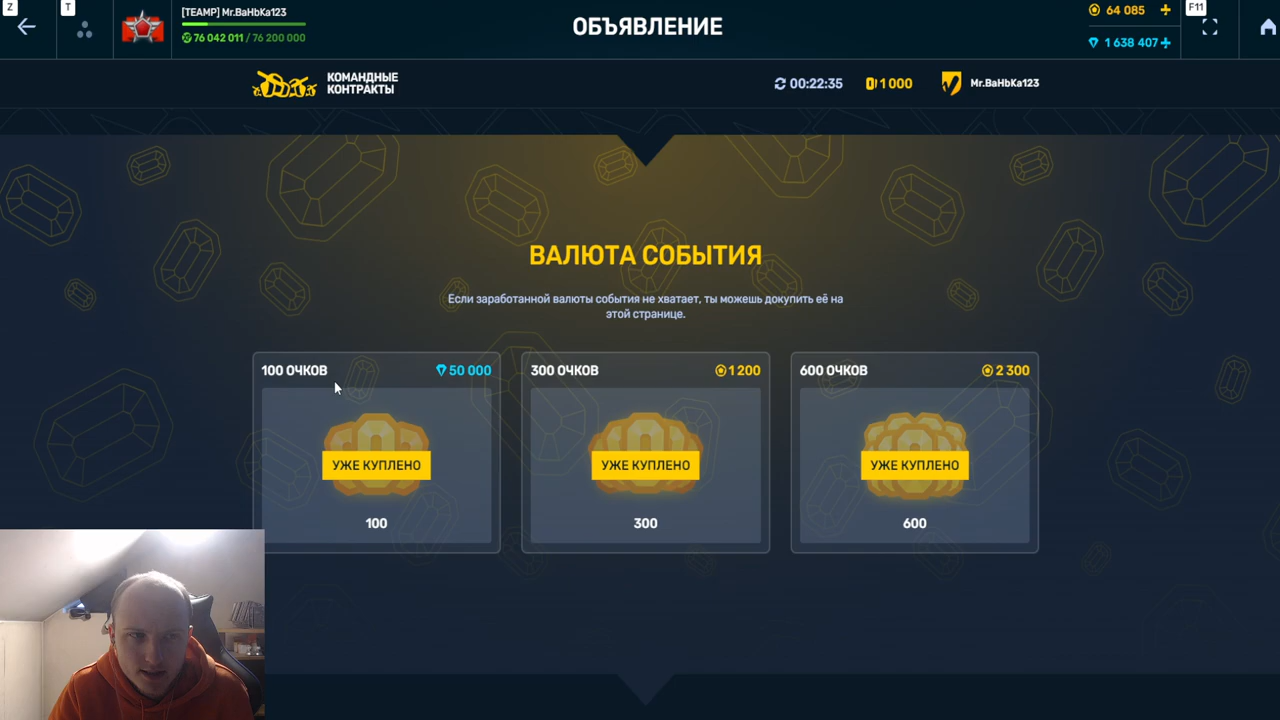 Z
T
[TEAMP] Mr.BaHbKa123
76 042 011 / 76 200 000
ОБЪЯВЛЕНИЕ
64 085
1 638 407
F11
КОМАНДНЫЕ
КОНТРАКТЫ
00:22:35
1 000
Mr.BaHbKa123
ВАЛЮТА СОБЫТИЯ
Если заработанной валюты события не хватает, ты можешь докупить её на
этой странице.
100 ОЧКОВ
50 000
УЖЕ КУПЛЕНО
100
300 ОЧКОВ
1 200
УЖЕ КУПЛЕНО
300
600 ОЧКОВ
2 300
УЖЕ КУПЛЕНО
600